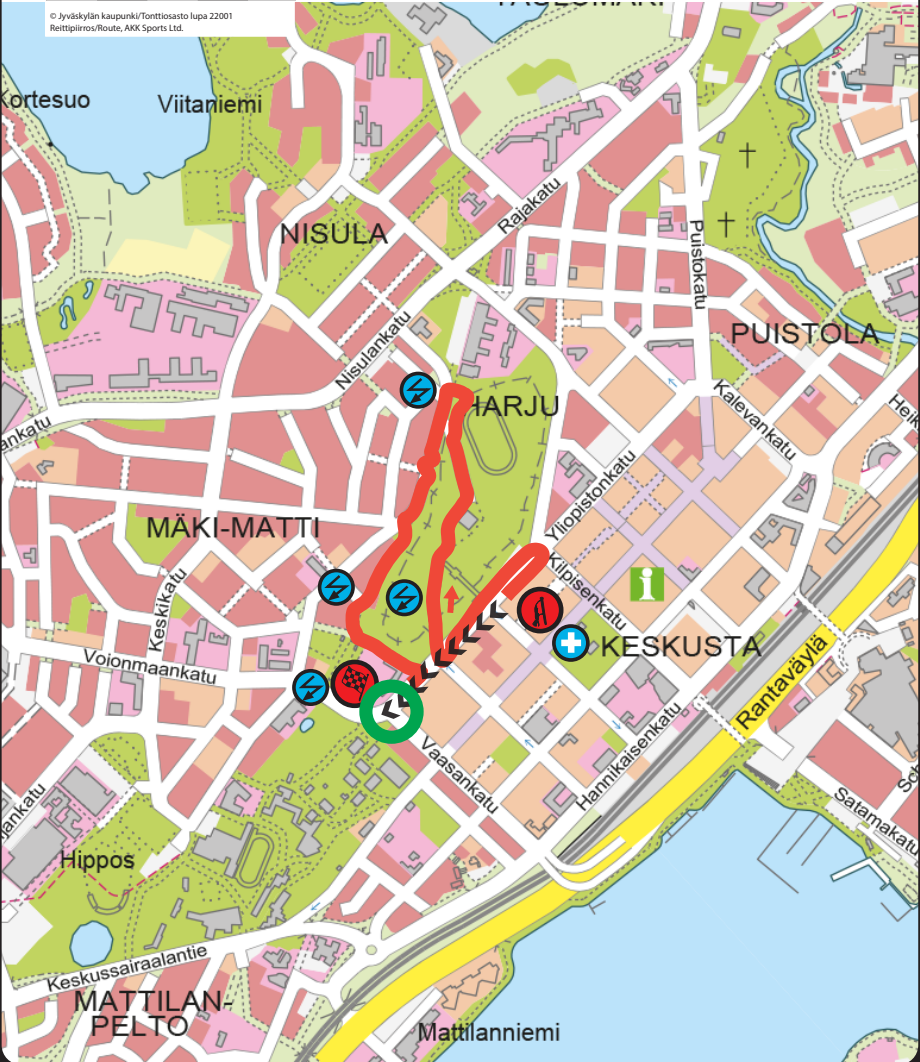 © Jyväskylän kaupunki/Tonttiosasto lupa 22001
Reittipiirros/Route, AKK Sports Ltd.
Kortesuo
Viitaniemi
NISULA
Rajakatu
Puistokatu
PUISTOLA
Nisulankatu
HARJU
Kalevankatu
Yliopistonkatu
MÄKI-MATTI
Kilpisenkatu
i
Keskikatu
KESKUSTA
Voionmaankatu
Rantaväylä
Hannikaisenkatu
Vaasankatu
Satamakatu
Hippos
Keskussairaalantie
MATTILAN-
PELTO
Mattilanniemi